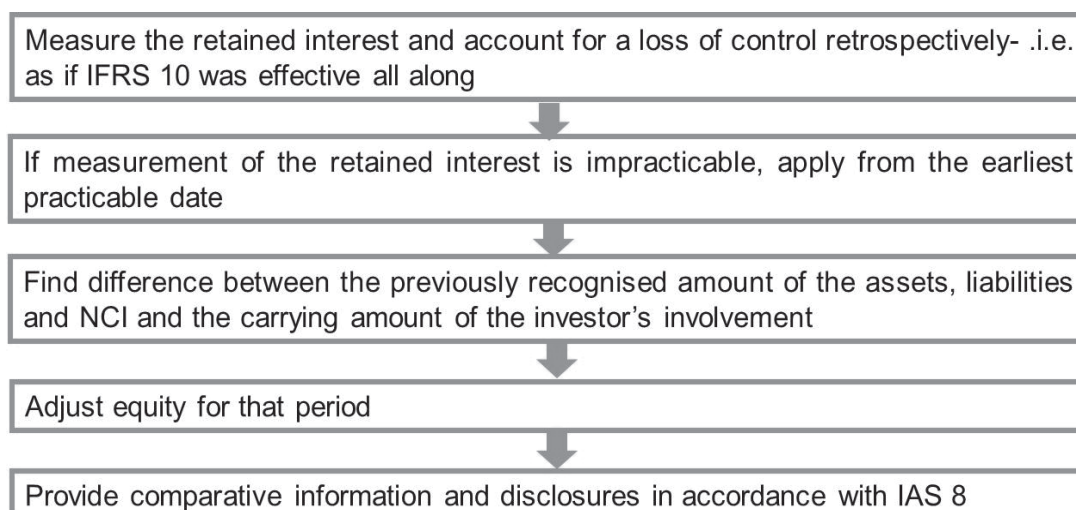 Measure the retained interest and account for a loss of control retrospectively- .i.e.
as if IFRS 10 was effective all along
If measurement of the retained interest is impracticable, apply from the earliest
practicable date
Find difference between the previously recognised amount of the assets, liabilities
and NCI and the carrying amount of the investor’s involvement
Adjust equity for that period
Provide comparative information and disclosures in accordance with IAS 8